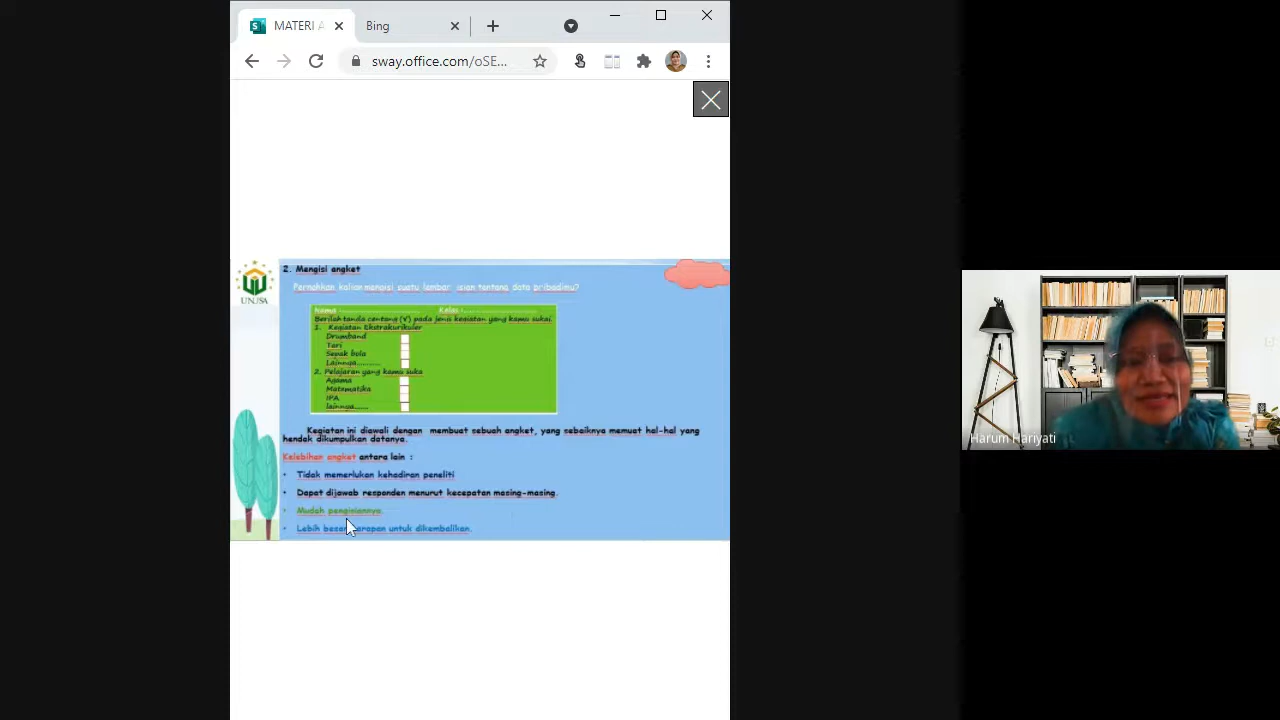 MATERI A
Bing
sway.office.com/oSE...
UNUSA
2. Mengisi angket
Pernahkan kalian mengisi suatu lembar isian tentang data pribadimu?
Nama
Kelas
Berilah tanda centang (V) pada jenis kegiatan yang kamu sukai.
1. Kegiatan Ekstrakurikuler
Drumband
Tari
Sepak bola
Lainnya..........
2. Pelajaran yang kamu suka
Agama
Matamatika
IPA
lainnya......
Kegiatan ini diawali dengan membuat sebuah angket, yang sebaiknya memuat hal-hal yang
hendak dikumpulkan datanya.
Kelebihan angket antara lain :
• Tidak memerlukan kehadiran peneliti
• Dapat dijawab responden menurut kecepatan masing-masing.
• Mudah pengisiannya.
• Lebih besar arapan untuk dikembalikan.
Harum Hariyati